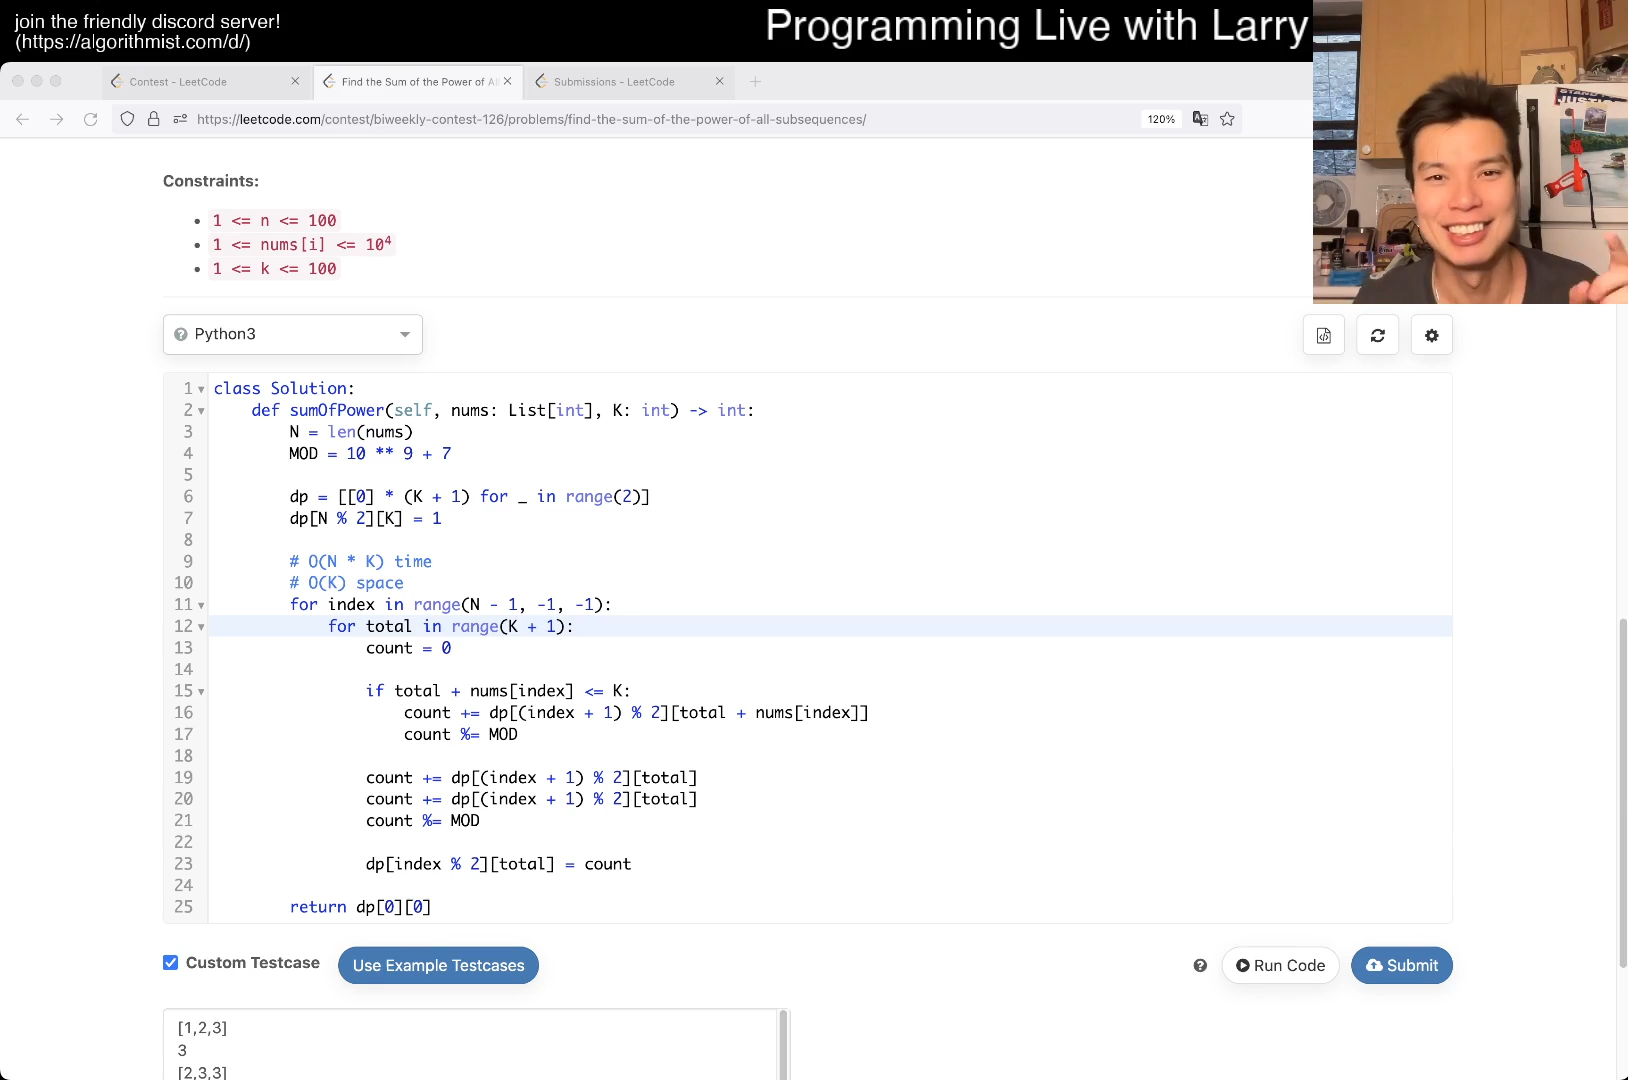 join the friendly discord server!
(https://algorithmist.com/d/)
Programming Live with Larry
Contest - LeetCode
Find the Sum of the Power of Al
Submissions - LeetCode
https://leetcode.com/contest/biweekly-contest-126/problems/find-the-sum-of-the-power-of-all-subsequences/
120%
Constraints:
1 <= n <= 100
1 <= nums[i] <= 10⁴
1 <= k <= 100
Python3
1 class Solution:
2     def sumOfPower(self, nums: List[int], K: int) -> int:
3         N = len(nums)
4         MOD = 10 ** 9 + 7
5
6         dp = [[0] * (K + 1) for _ in range(2)]
7         dp[N % 2][K] = 1
8
9         # O(N * K) time
10         # O(K) space
11         for index in range(N - 1, -1, -1):
12             for total in range(K + 1):
13                 count = 0
14
15                 if total + nums[index] <= K:
16                     count += dp[(index + 1) % 2][total + nums[index]]
17                     count %= MOD
18
19                 count += dp[(index + 1) % 2][total]
20                 count += dp[(index + 1) % 2][total]
21                 count %= MOD
22
23                 dp[index % 2][total] = count
24
25         return dp[0][0]
Custom Testcase
Use Example Testcases
Run Code
Submit
[1,2,3]
3
[2,3,3]